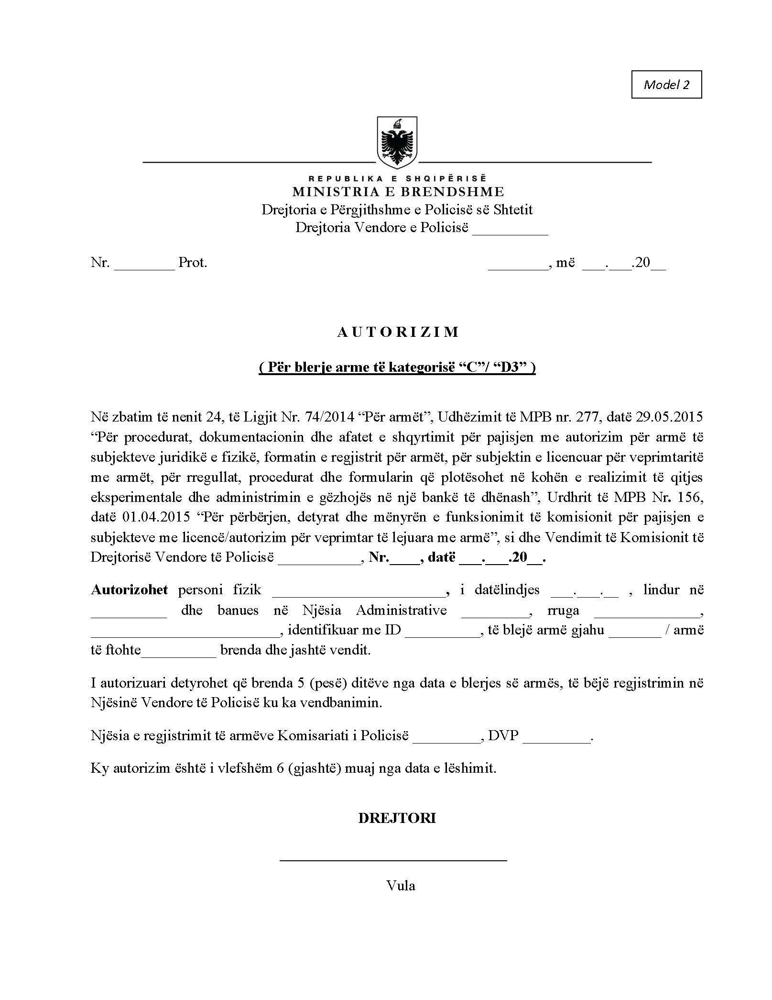 Model 2
REPUBLIKA E SHQIPËRISË
MINISTRIA E BRENDSHME
Drejtoria e Përgjithshme e Policisë së Shtetit
Drejtoria Vendore e Policisë __________
Nr. ________ Prot. ________, më ___.___.20__
A U T O R I Z I M
( Për blerje arme të kategorisë “C”/ “D3” )
Në zbatim të nenit 24, të Ligjit Nr. 74/2014 “Për armët”, Udhëzimit të MPB nr. 277, datë 29.05.2015
“Për procedurat, dokumentacionin dhe afatet e shqyrtimit për pajisjen me autorizim për armë të
subjekteve juridikë e fizikë, formatin e regjistrit për armët, për subjektin e licencuar për veprimtaritë
me armët, për rregullat, procedurat dhe formularin që plotësohet në kohën e realizimit të qitjes
eksperimentale dhe administrimin e gëzhojës në një bankë të dhënash”, Urdhrit të MPB Nr. 156,
datë 01.04.2015 “Për përbërjen, detyrat dhe mënyrën e funksionimit të komisionit për pajisjen e
subjekteve me licencë/autorizim për veprimtar të lejuara me armë”, si dhe Vendimit të Komisionit të
Drejtorisë Vendore të Policisë ___________, Nr.____, datë ___.___.20__.
Autorizohet personi fizik _______________________, i datëlindjes ___.___.__ , lindur në
__________ dhe banues në Njësia Administrative _________, rruga ______________,
_________________________, identifikuar me ID __________, të blejë armë gjahu _______ / armë
të ftohte__________ brenda dhe jashtë vendit.
I autorizuari detyrohet që brenda 5 (pesë) ditëve nga data e blerjes së armës, të bëjë regjistrimin në
Njësinë Vendore të Policisë ku ka vendbanimin.
Njësia e regjistrimit të armëve Komisariati i Policisë _________, DVP _________.
Ky autorizim është i vlefshëm 6 (gjashtë) muaj nga data e lëshimit.
DREJTORI
______________________________
Vula